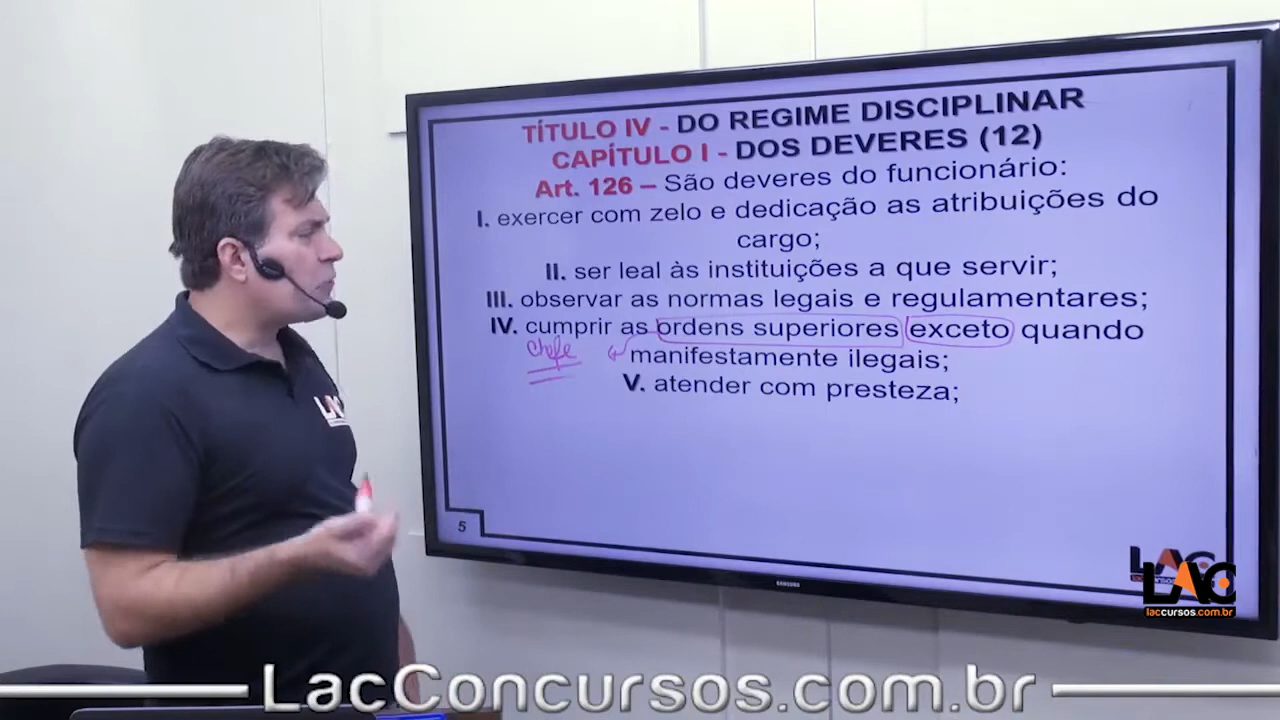 TÍTULO IV - DO REGIME DISCIPLINAR
CAPÍTULO I - DOS DEVERES (12)
Art. 126 – São deveres do funcionário:
I. exercer com zelo e dedicação as atribuições do
cargo;
II. ser leal às instituições a que servir;
III. observar as normas legais e regulamentares;
IV. cumprir as ordens superiores exceto quando
Chefe
manifestamente ilegais;
V. atender com presteza;
LAC
5
SAMSUNG
LAC
laccursos.com.br
LacConcursos.com.br